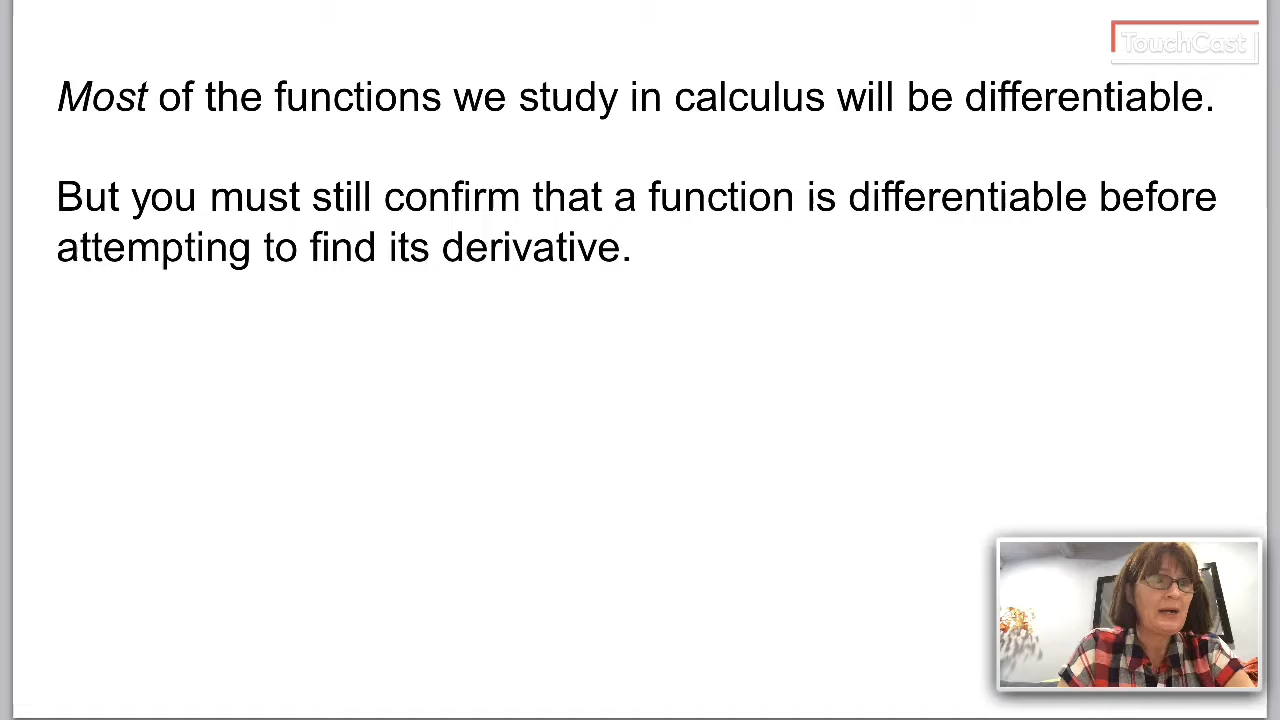 TouchCast
Most of the functions we study in calculus will be differentiable.
But you must still confirm that a function is differentiable before
attempting to find its derivative.